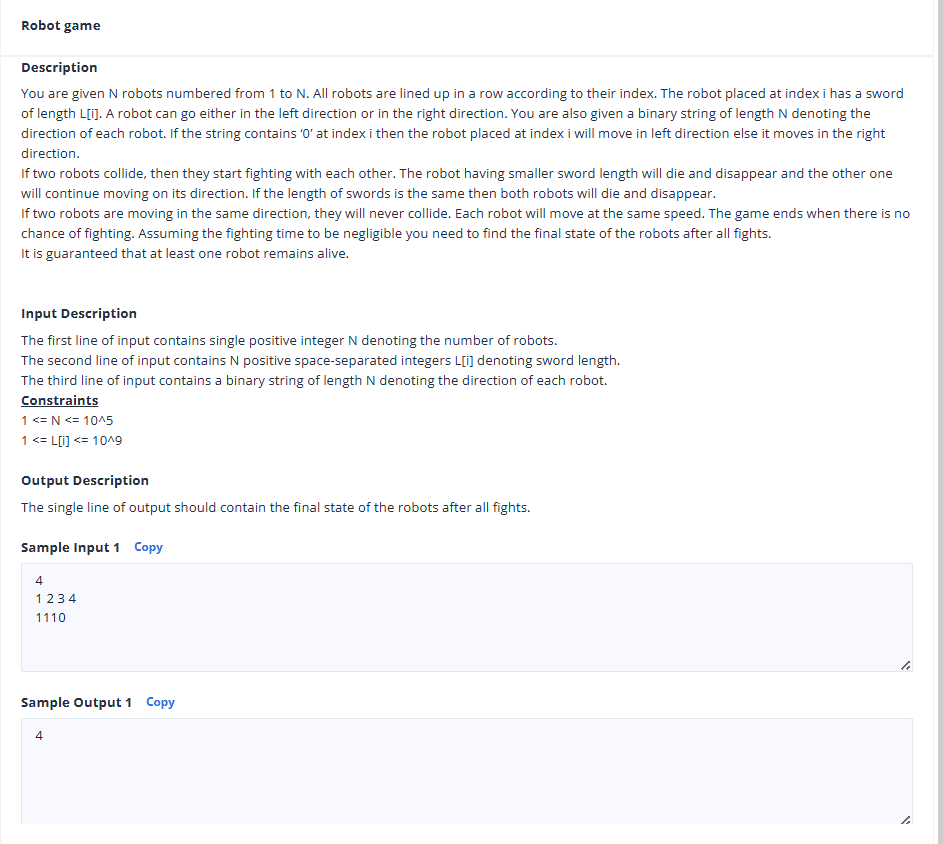 Robot game
Description
You are given N robots numbered from 1 to N. All robots are lined up in a row according to their index. The robot placed at index i has a sword
of length L[i]. A robot can go either in the left direction or in the right direction. You are also given a binary string of length N denoting the
direction of each robot. If the string contains ‘0’ at index i then the robot placed at index i will move in left direction else it moves in the right
direction.
If two robots collide, then they start fighting with each other. The robot having smaller sword length will die and disappear and the other one
will continue moving on its direction. If the length of swords is the same then both robots will die and disappear.
If two robots are moving in the same direction, they will never collide. Each robot will move at the same speed. The game ends when there is no
chance of fighting. Assuming the fighting time to be negligible you need to find the final state of the robots after all fights.
It is guaranteed that at least one robot remains alive.
Input Description
The first line of input contains single positive integer N denoting the number of robots.
The second line of input contains N positive space-separated integers L[i] denoting sword length.
The third line of input contains a binary string of length N denoting the direction of each robot.
Constraints
1 <= N <= 10^5
1 <= L[i] <= 10^9
Output Description
The single line of output should contain the final state of the robots after all fights.
Sample Input 1 Copy
4
1 2 3 4
1110
Sample Output 1 Copy
4